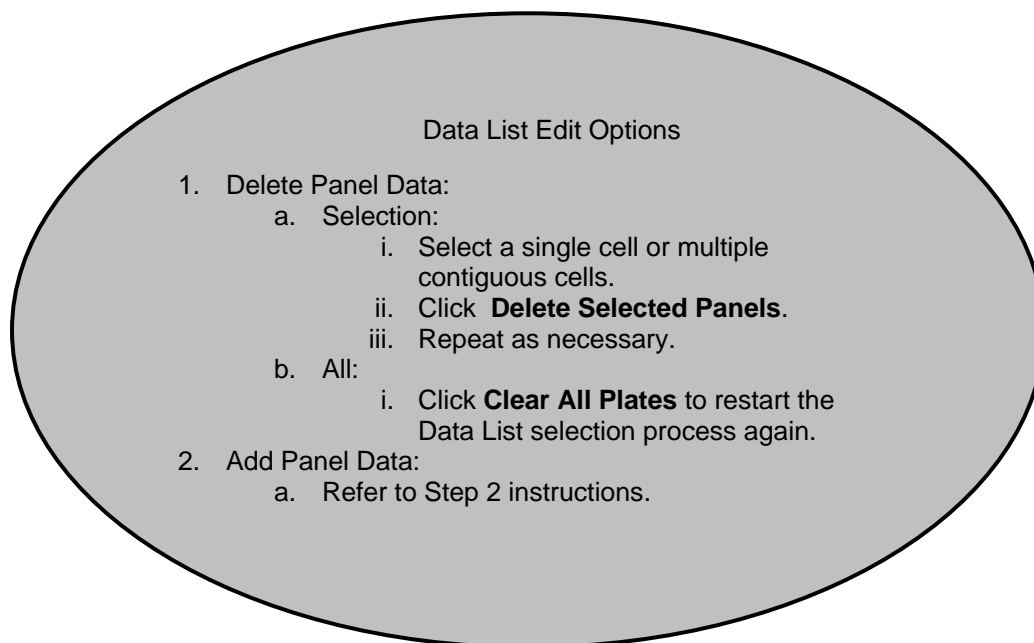 Data List Edit Options
1. Delete Panel Data:
a. Selection:
i. Select a single cell or multiple
contiguous cells.
ii. Click Delete Selected Panels.
iii. Repeat as necessary.
b. All:
i. Click Clear All Plates to restart the
Data List selection process again.
2. Add Panel Data:
a. Refer to Step 2 instructions.